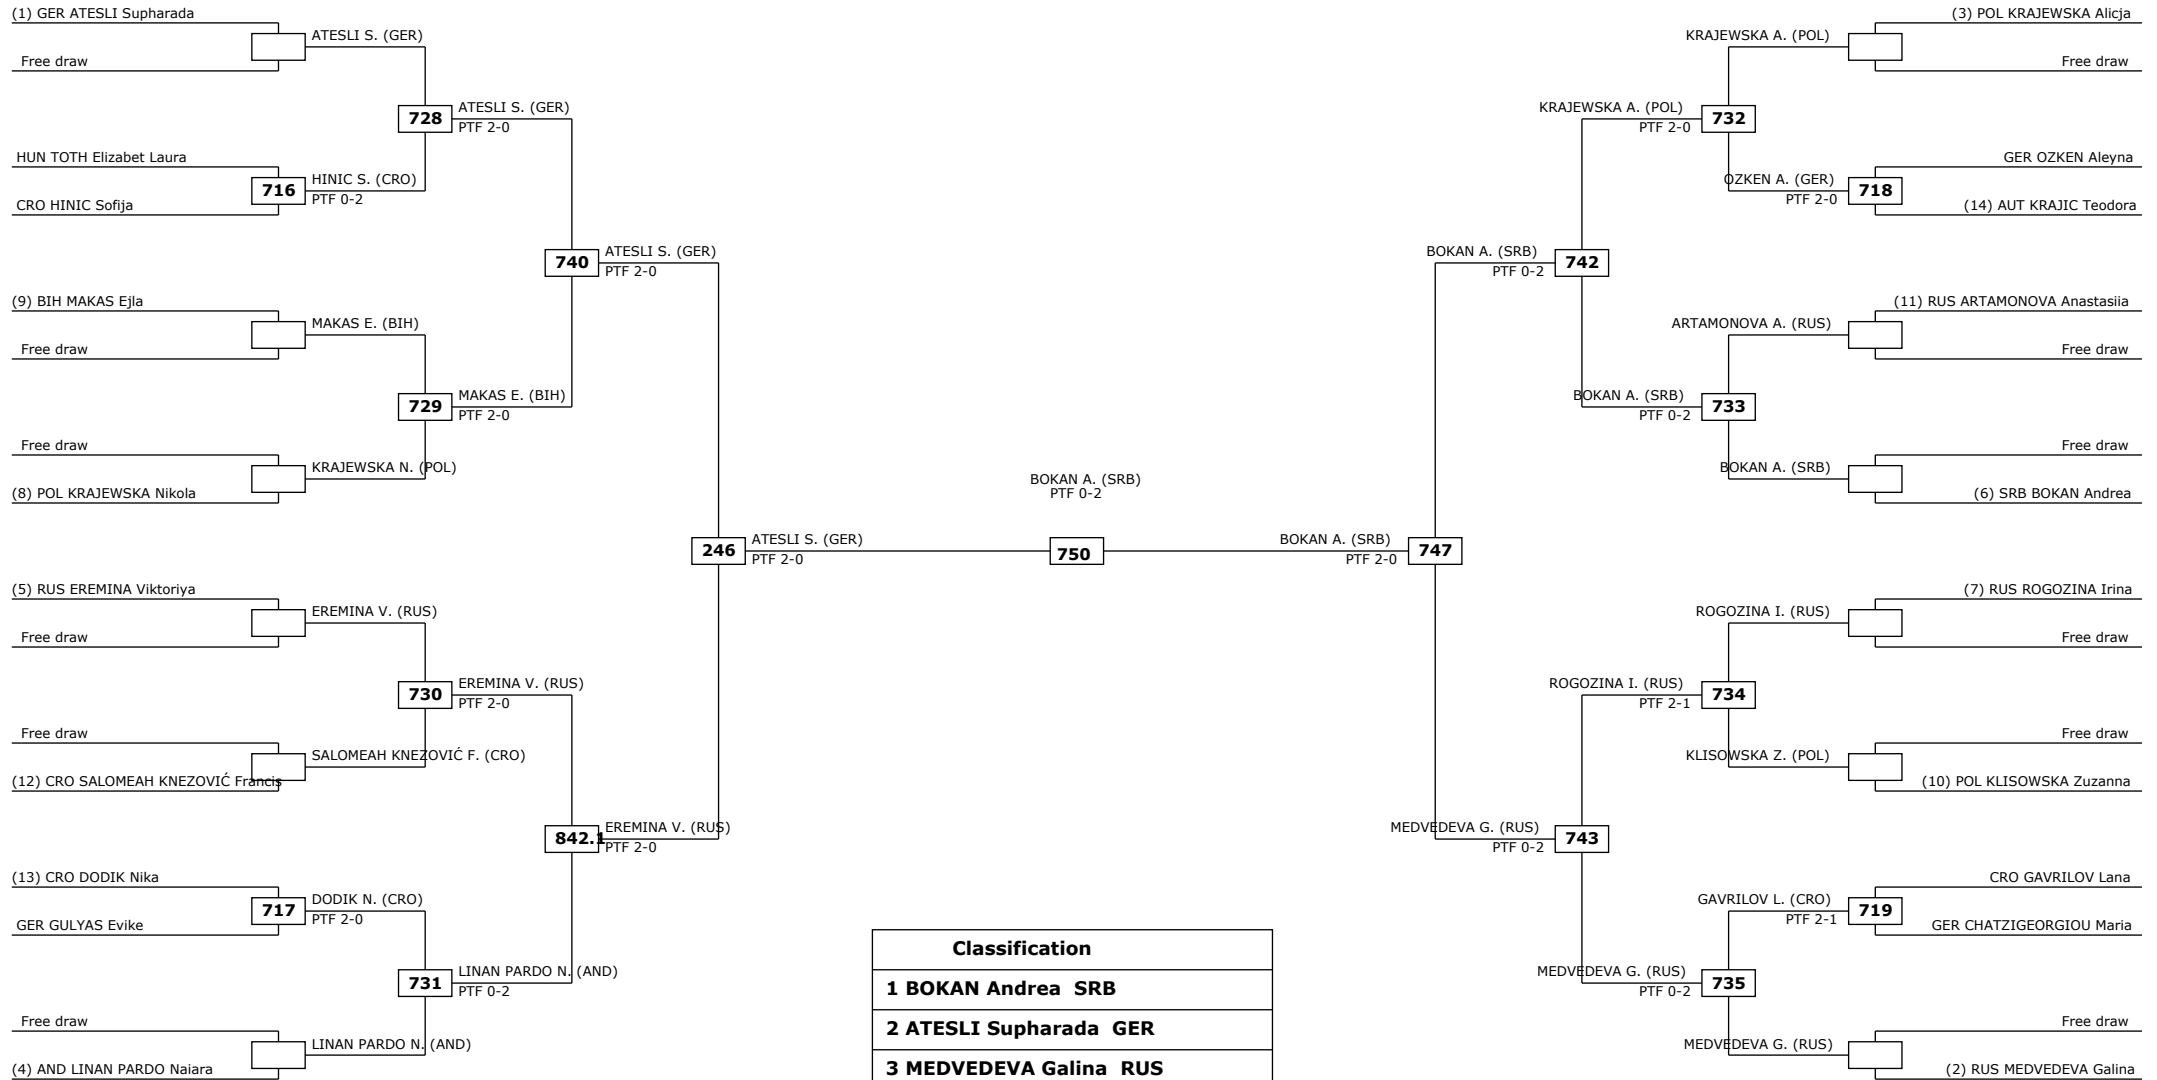 (1) GER ATESLI Supharada
ATESLI S. (GER)
Free draw
728
ATESLI S. (GER)
PTF 2-0
HUN TOTH Elizabet Laura
716
HINIC S. (CRO)
PTF 0-2
CRO HINIC Sofija
740
ATESLI S. (GER)
PTF 2-0
(9) BIH MAKAS Ejla
MAKAS E. (BIH)
Free draw
729
MAKAS E. (BIH)
PTF 2-0
Free draw
KRAJEWSKA N. (POL)
(8) POL KRAJEWSKA Nikola
246
ATESLI S. (GER)
PTF 2-0
(5) RUS EREMINA Viktoriya
EREMINA V. (RUS)
Free draw
730
EREMINA V. (RUS)
PTF 2-0
Free draw
SALOMEAH KNEZOVIĆ F. (CRO)
(12) CRO SALOMEAH KNEZOVIĆ Francis
842.1
EREMINA V. (RUS)
PTF 2-0
(13) CRO DODIK Nika
717
DODIK N. (CRO)
PTF 2-0
GER GULYAS Evike
731
LINAN PARDO N. (AND)
PTF 0-2
Free draw
LINAN PARDO N. (AND)
(4) AND LINAN PARDO Naiara
BOKAN A. (SRB)
PTF 0-2
750
(3) POL KRAJEWSKA Alicja
KRAJEWSKA A. (POL)
Free draw
KRAJEWSKA A. (POL)
PTF 2-0
732
GER OZKEN Aleyna
OZKEN A. (GER)
PTF 2-0
718
(14) AUT KRAJIC Teodora
BOKAN A. (SRB)
PTF 0-2
742
(11) RUS ARTAMONOVA Anastasiia
ARTAMONOVA A. (RUS)
Free draw
BOKAN A. (SRB)
PTF 0-2
733
Free draw
BOKAN A. (SRB)
(6) SRB BOKAN Andrea
BOKAN A. (SRB)
PTF 2-0
747
(7) RUS ROGOZINA Irina
ROGOZINA I. (RUS)
Free draw
ROGOZINA I. (RUS)
PTF 2-1
734
Free draw
KLISOWSKA Z. (POL)
(10) POL KLISOWSKA Zuzanna
MEDVEDEVA G. (RUS)
PTF 0-2
743
CRO GAVRILOV Lana
GAVRILOV L. (CRO)
PTF 2-1
719
GER CHATZIGEORGIOU Maria
MEDVEDEVA G. (RUS)
PTF 0-2
735
Free draw
MEDVEDEVA G. (RUS)
(2) RUS MEDVEDEVA Galina
Classification
1 BOKAN Andrea SRB
2 ATESLI Supharada GER
3 MEDVEDEVA Galina RUS